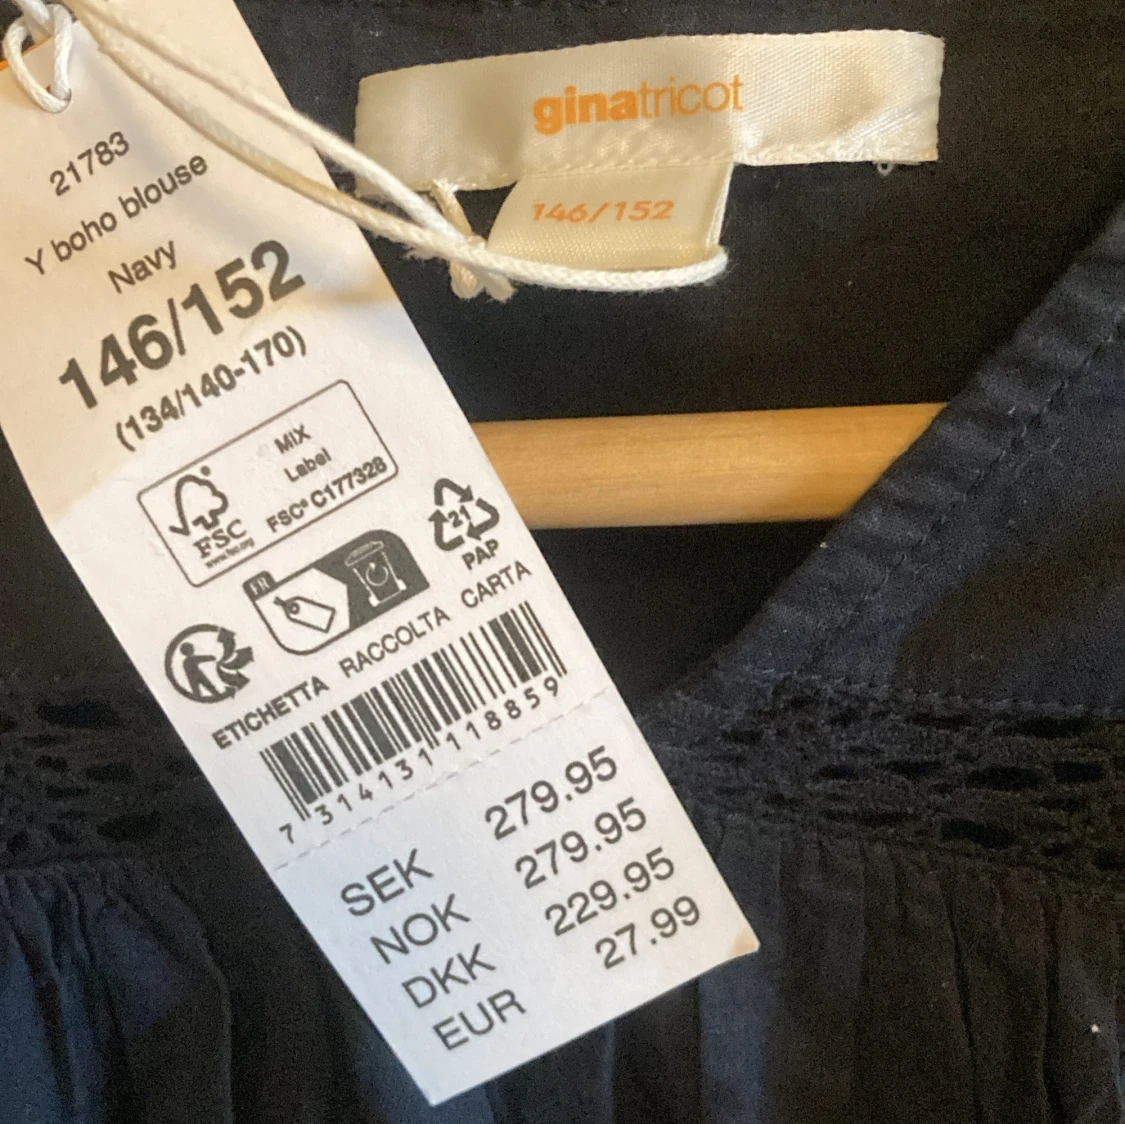 ginatricot
146/152
21783
Y boho blouse
Navy
146/152
(134/140-170)
MIX
Label
FSC® C177328
FSC
www.fsc.org
FR
21
PAP
ETICHETTA RACCOLTA CARTA
7 314131 118859
SEK 279.95
NOK 279.95
DKK 229.95
EUR 27.99